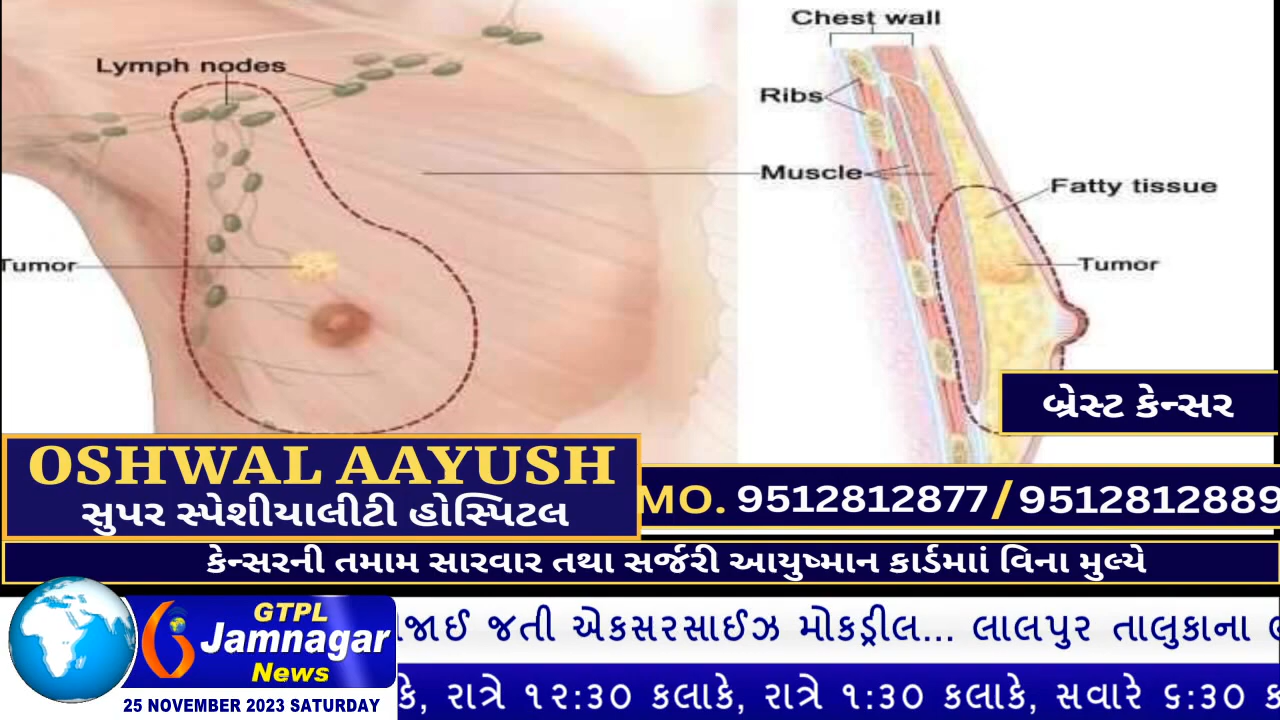 Chest wall
Lymph nodes
Ribs
Muscle
Fatty tissue
Tumor
Tumor
બ્રેસ્ટ કેન્સર
OSHWAL AAYUSH
સુપર સ્પેશીયાલીટી હોસ્પિટલ
MO. 9512812877/9512812889
કેન્સરની તમામ સારવાર તથા સર્જરી આયુષ્માન કાર્ડમાાં વિના મુલ્યે
GTPL
Jamnagar
News
25 NOVEMBER 2023 SATURDAY
જાઈ જતી એકસરસાઈઝ મોકડ્રીલ... લાલપુર તાલુકાના
કે, રાત્રે ૧૨:૩૦ કલાકે, રાત્રે ૧:૩૦ કલાકે, સવારે ૬:૩૦